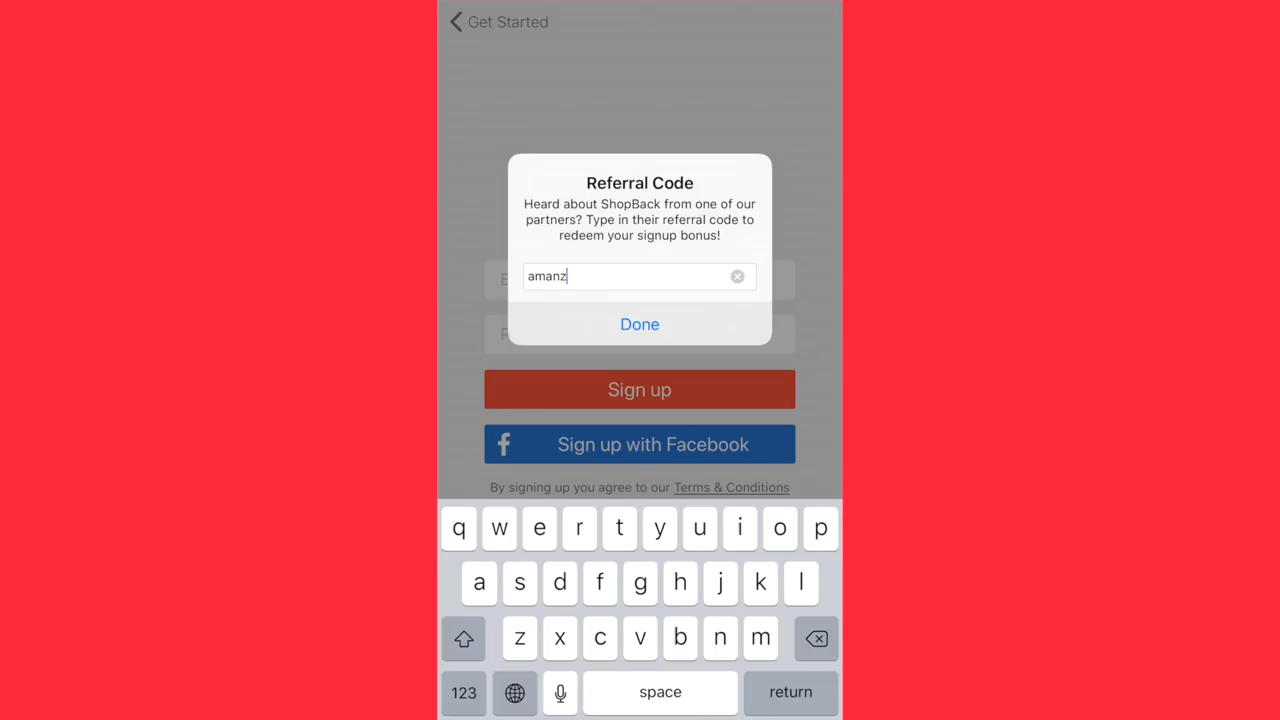 Get Started
Referral Code
Heard about ShopBack from one of our
partners? Type in their referral code to
redeem your signup bonus!
amanz
Done
Sign up
Sign up with Facebook
By signing up you agree to our Terms & Conditions
q w e r t y u i o p
a s d f g h j k l
z x c v b n m
123 space return